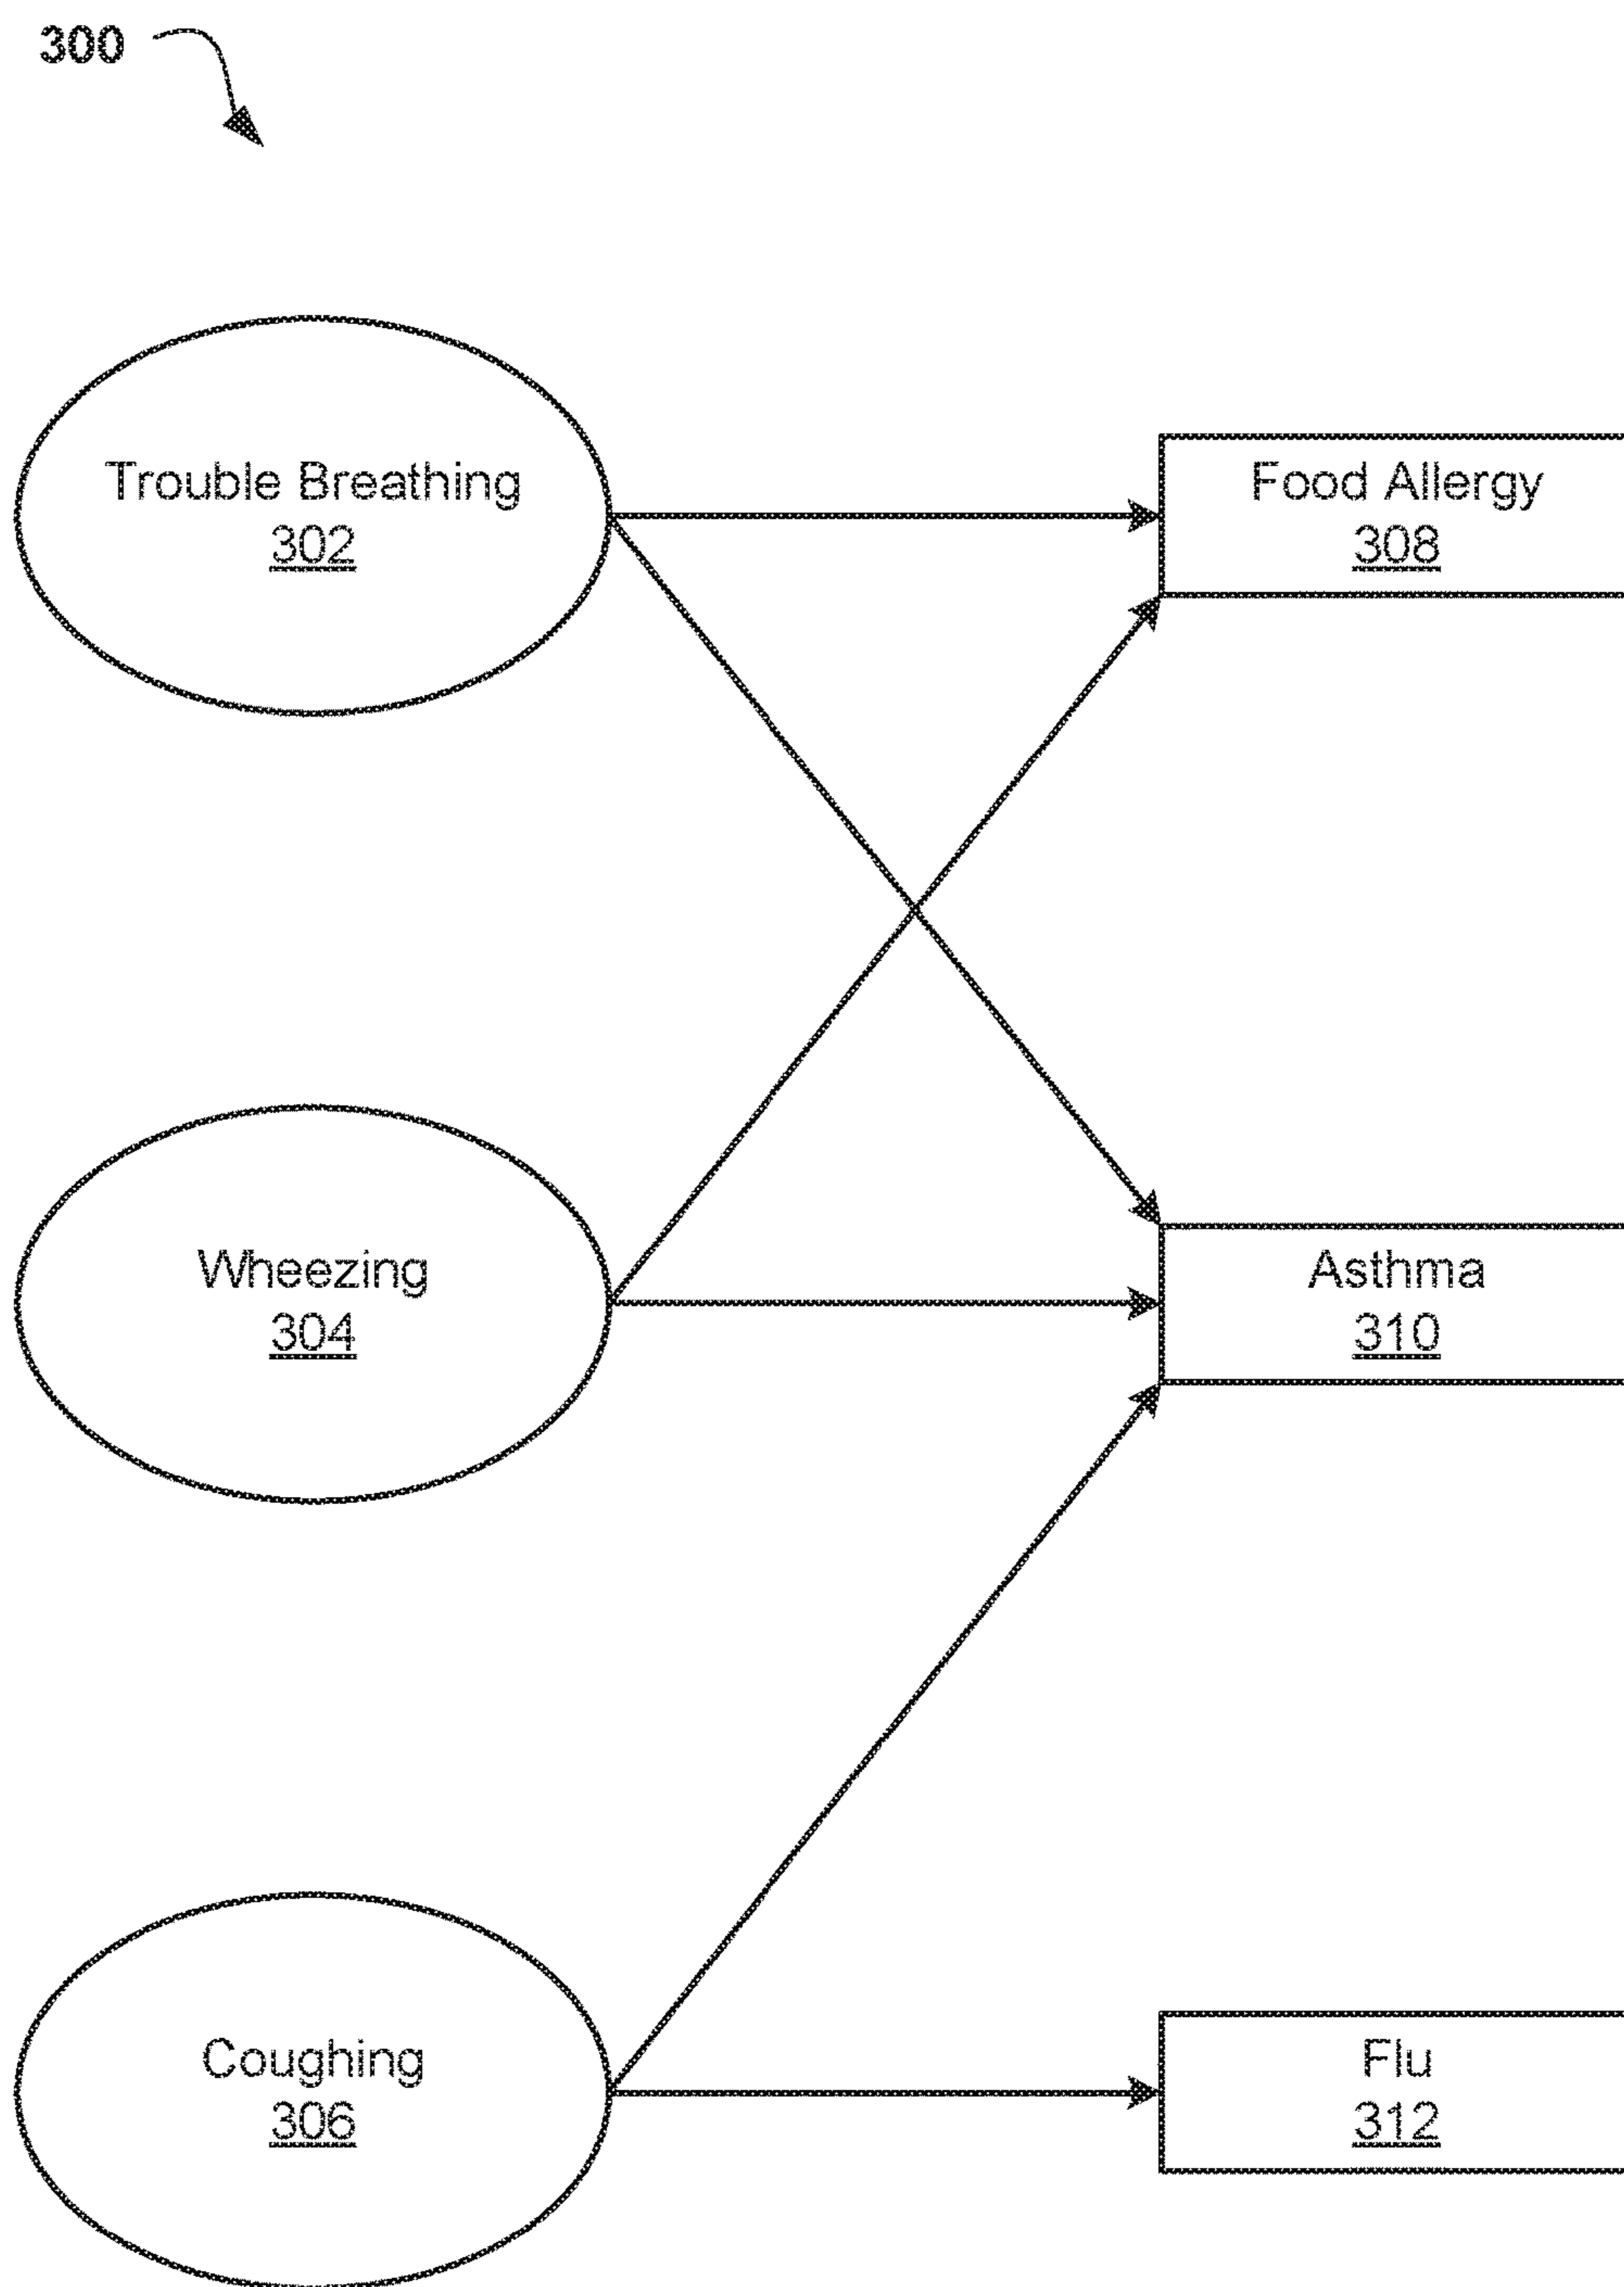 300
Trouble Breathing
302
Food Allergy
308
Wheezing
304
Asthma
310
Coughing
306
Flu
312